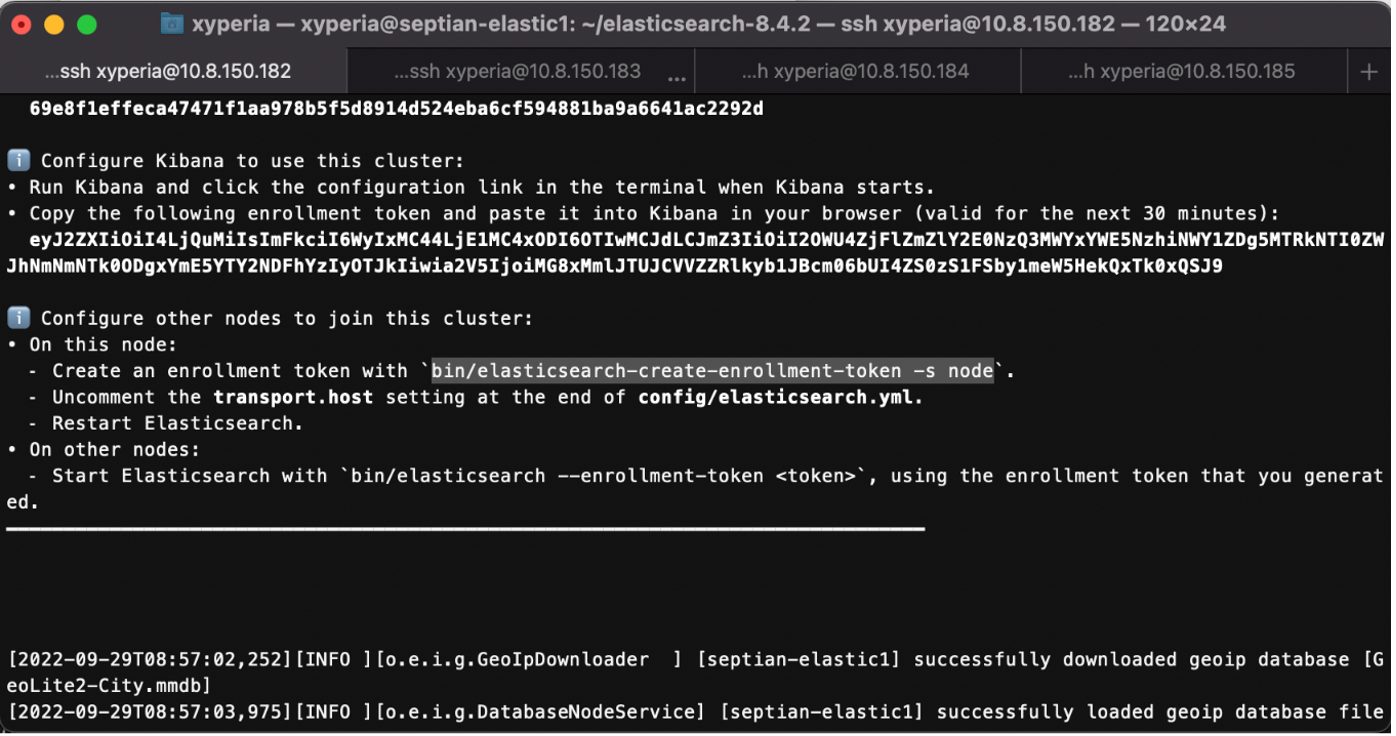 xyperia — xyperia@septian-elastic1: ~/elasticsearch-8.4.2 — ssh xyperia@10.8.150.182 — 120×24
...ssh xyperia@10.8.150.182 ...ssh xyperia@10.8.150.183 ... ...h xyperia@10.8.150.184 ...h xyperia@10.8.150.185 +
69e8f1effeca47471f1aa978b5f5d8914d524eba6cf594881ba9a6641ac2292d
i Configure Kibana to use this cluster:
• Run Kibana and click the configuration link in the terminal when Kibana starts.
• Copy the following enrollment token and paste it into Kibana in your browser (valid for the next 30 minutes):
eyJ2ZXIiOiI4LjQuMiIsImFkciI6WyIxMC44LjE1MC4xODI6OTIwMCJdLCJmZ3IiOiI2OWU4ZjFlZmZlY2E0NzQ3MWYxYWE5NzhiNWY1ZDg5MTRkNTI0ZW
JhNmNmNTk0ODgxYmE5YTY2NDFhYzIyOTJkIiwia2V5IjoiMG8xMmlJTUJCVVZZRlkyb1JBcm06bUI4ZS0zS1FSby1meW5HekQxTk0xQSJ9
i Configure other nodes to join this cluster:
• On this node:
- Create an enrollment token with `bin/elasticsearch-create-enrollment-token -s node`.
- Uncomment the transport.host setting at the end of config/elasticsearch.yml.
- Restart Elasticsearch.
• On other nodes:
- Start Elasticsearch with `bin/elasticsearch --enrollment-token <token>`, using the enrollment token that you generat
ed.
[2022-09-29T08:57:02,252][INFO ][o.e.i.g.GeoIpDownloader  ] [septian-elastic1] successfully downloaded geoip database [G
eoLite2-City.mmdb]
[2022-09-29T08:57:03,975][INFO ][o.e.i.g.DatabaseNodeService] [septian-elastic1] successfully loaded geoip database file